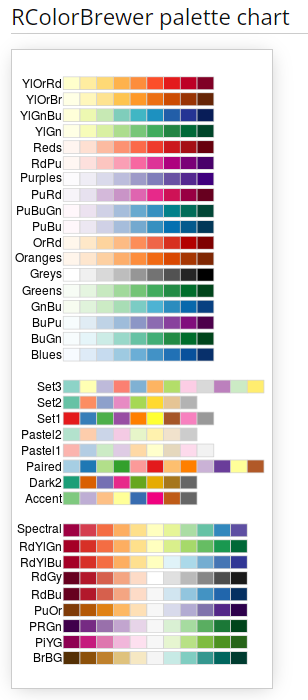 RColorBrewer palette chart
YlOrRd
YlOrBr
YlGnBu
YlGn
Reds
RdPu
Purples
PuRd
PuBuGn
PuBu
OrRd
Oranges
Greys
Greens
GnBu
BuPu
BuGn
Blues
Set3
Set2
Set1
Pastel2
Pastel1
Paired
Dark2
Accent
Spectral
RdYlGn
RdYlBu
RdGy
RdBu
PuOr
PRGn
PiYG
BrBG